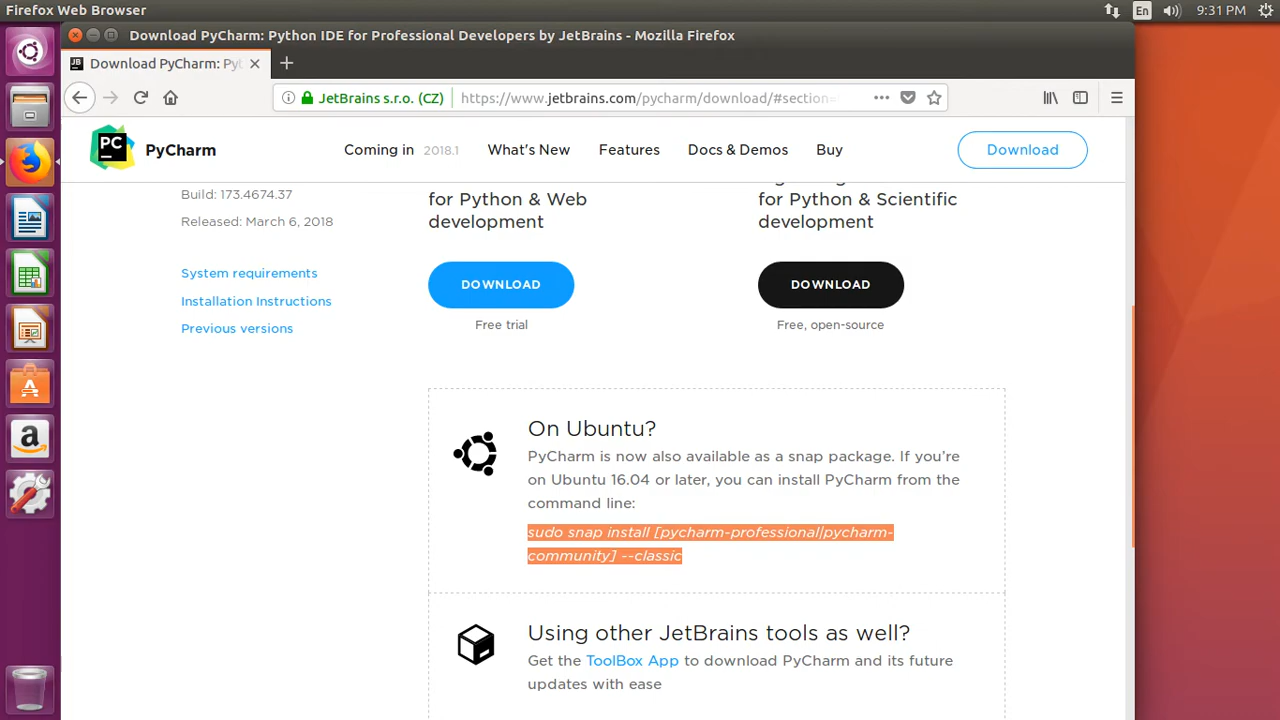 Firefox Web Browser
En
9:31 PM
Download PyCharm: Python IDE for Professional Developers by JetBrains - Mozilla Firefox
JB
Download PyCharm: Pyt
JetBrains s.r.o. (CZ)
https://www.jetbrains.com/pycharm/download/#section=
PC
PyCharm
Coming in 2018.1
What's New
Features
Docs & Demos
Buy
Download
Build: 173.4674.37
Released: March 6, 2018
System requirements
Installation Instructions
Previous versions
for Python & Web
development
DOWNLOAD
Free trial
for Python & Scientific
development
DOWNLOAD
Free, open-source
On Ubuntu?
PyCharm is now also available as a snap package. If you’re
on Ubuntu 16.04 or later, you can install PyCharm from the
command line:
sudo snap install [pycharm-professional|pycharm-
community] --classic
Using other JetBrains tools as well?
Get the ToolBox App to download PyCharm and its future
updates with ease